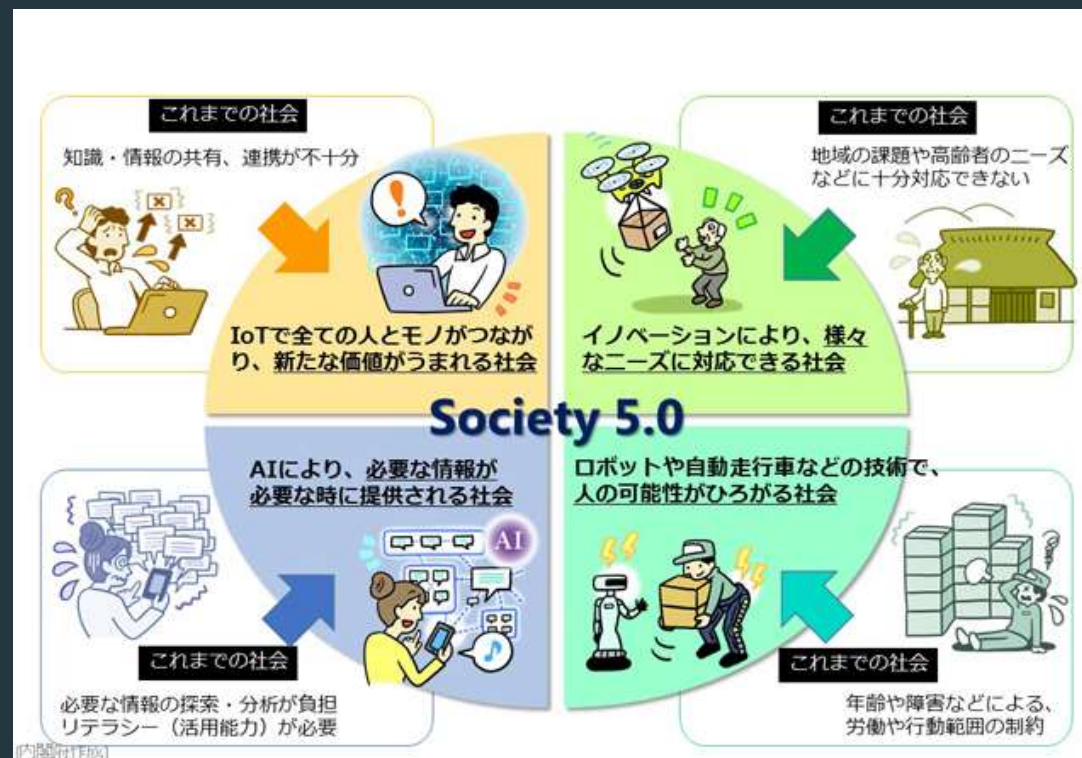 これまでの社会
知識・情報の共有、連携が不十分
?
!
IoTで全ての人とモノがつなが
り、新たな価値がうまれる社会
これまでの社会
地域の課題や高齢者のニーズ
などに十分対応できない
イノベーションにより、様々
なニーズに対応できる社会
Society 5.0
AIにより、必要な情報が
必要な時に提供される社会
AI
これまでの社会
必要な情報の探索・分析が負担
リテラシー（活用能力）が必要
ロボットや自動走行車などの技術で、
人の可能性がひろがる社会
これまでの社会
年齢や障害などによる、
労働や行動範囲の制約
[内閣府作成]